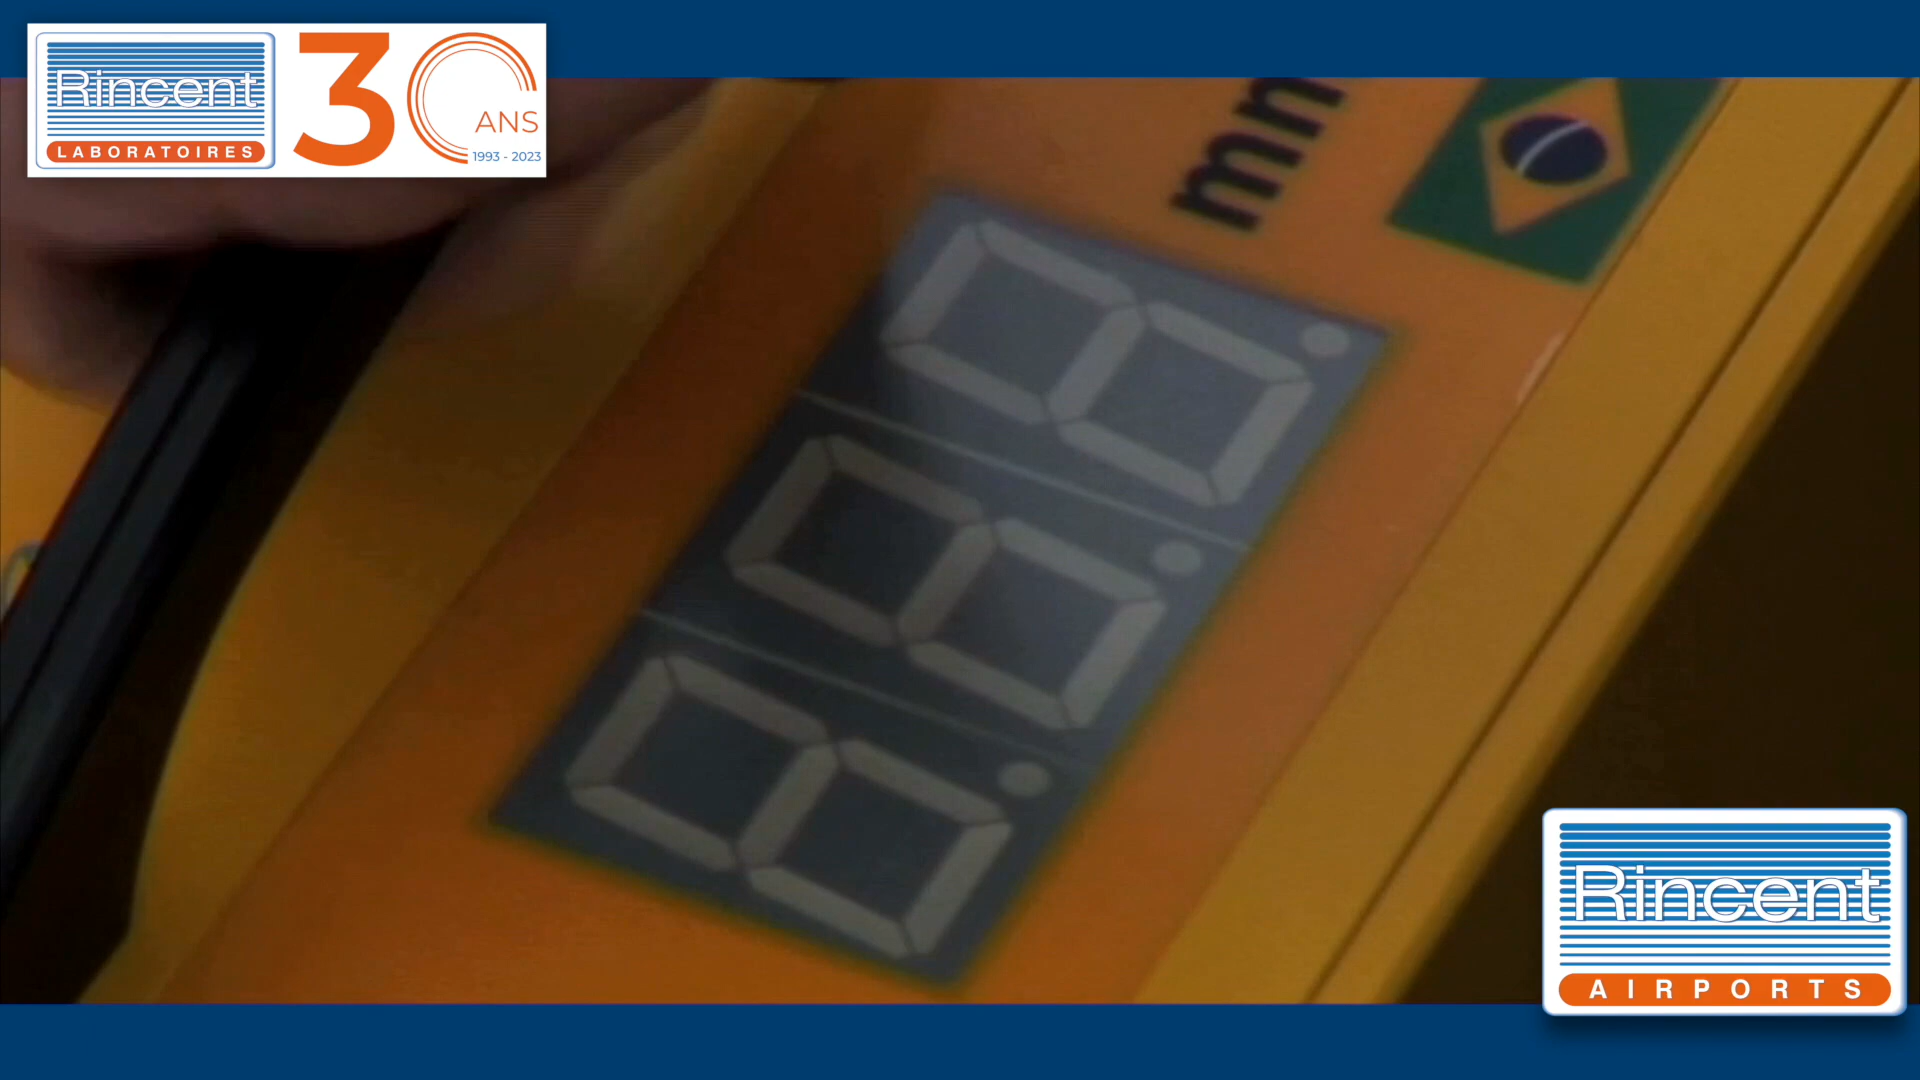 Rincent
LABORATOIRES
30
ANS
1993 - 2023
mm
Rincent
AIRPORTS